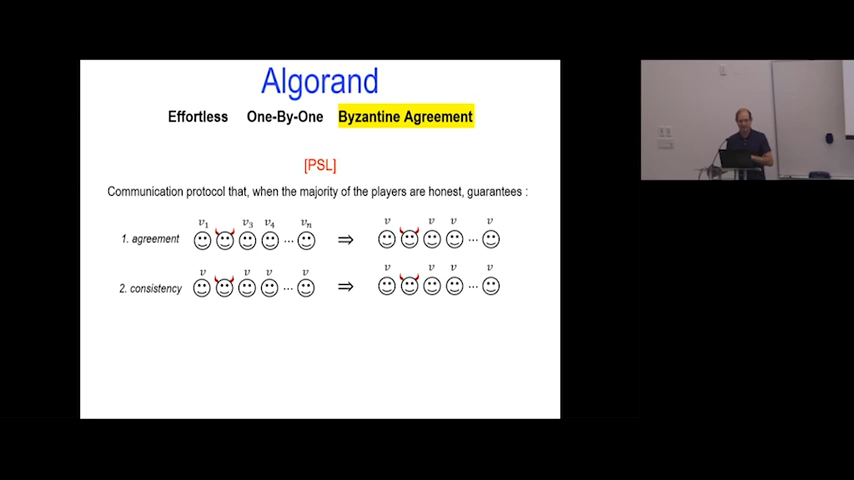 Algorand
Effortless One-By-One Byzantine Agreement
[PSL]
Communication protocol that, when the majority of the players are honest, guarantees :
v₁ v₃ v₄ vₙ v v v v
1. agreement ··· ⇒ ···
v v v v v v v v
2. consistency ··· ⇒ ···